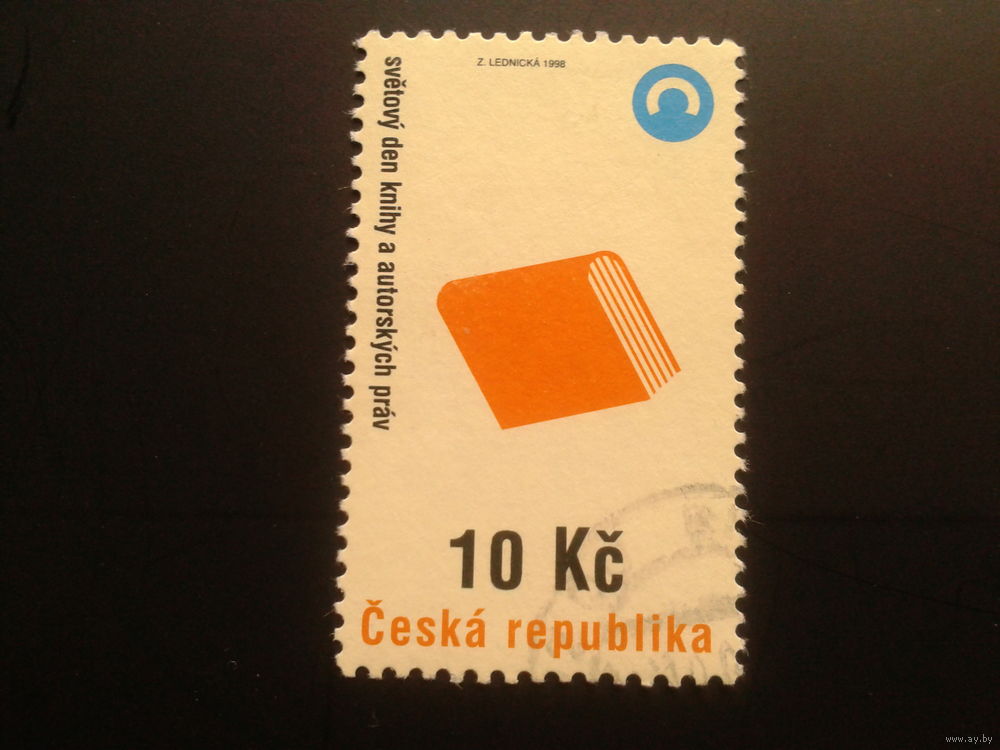 Z. LEDNICKÁ 1998
světový den knihy a autorských práv
10 Kč
Česká republika
www.ay.by